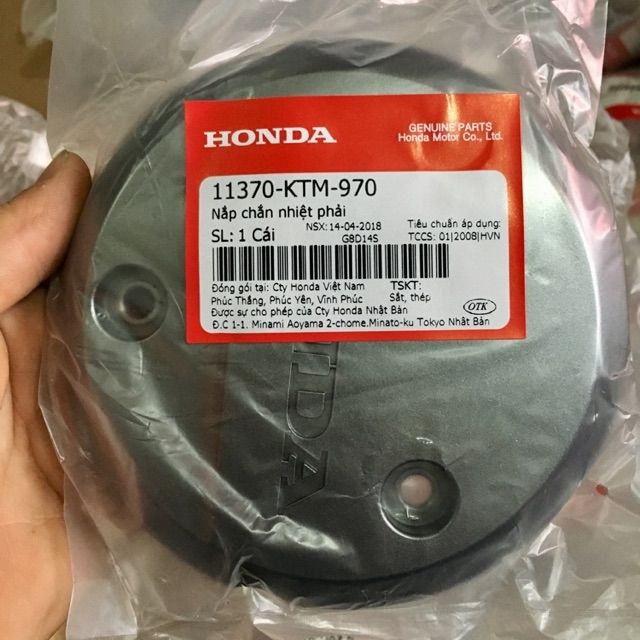 HONDA
GENUINE PARTS
Honda Motor Co., Ltd.
11370-KTM-970
Nắp chắn nhiệt phải
SL: 1 Cái
NSX: 14-04-2018
G8D14S
Tiêu chuẩn áp dụng:
TCCS: 01|2008|HVN
Đóng gói tại: Cty Honda Việt Nam
Phúc Thắng, Phúc Yên, Vĩnh Phúc
TSKT:
Sắt, thép
Được sự cho phép của Cty Honda Nhật Bản
Đ.C 1-1. Minami Aoyama 2-chome.Minato-ku Tokyo Nhật Bản
OTK
NDA